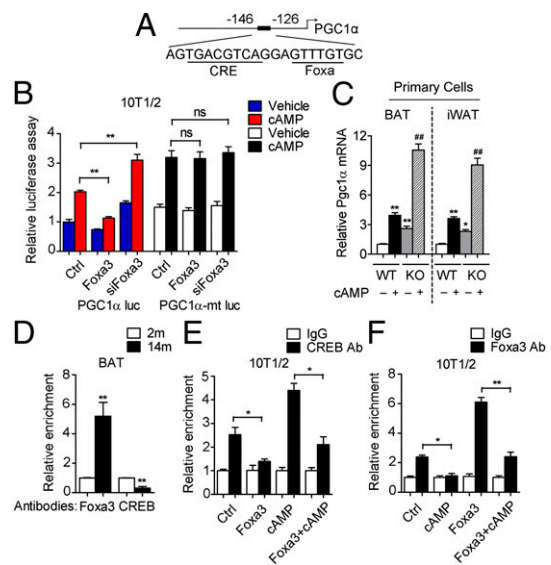 A
-146 -126
PGC1α
AGTGACGTCAGGAGTTTGTGC
CRE Foxa
B
10T1/2
Vehicle
cAMP
Vehicle
cAMP
Relative luciferase assay
4
3
2
1
0
** ** ns ns
Ctrl Foxa3 siFoxa3 Ctrl Foxa3 siFoxa3
PGC1α luc PGC1α-mt luc
C
Primary Cells
BAT iWAT
Relative Pgc1α mRNA
15
12
9
6
3
0
** ** ## ** * ##
WT KO WT KO
cAMP – + – + – + – +
D
2m
14m
BAT
Relative enrichment
8
6
4
2
0
** **
Antibodies: Foxa3 CREB
E
IgG
CREB Ab
10T1/2
Relative enrichment
5
4
3
2
1
0
* *
Ctrl Foxa3 cAMP Foxa3+cAMP
F
IgG
Foxa3 Ab
10T1/2
Relative enrichment
8
6
4
2
0
* **
Ctrl cAMP Foxa3 Foxa3+cAMP